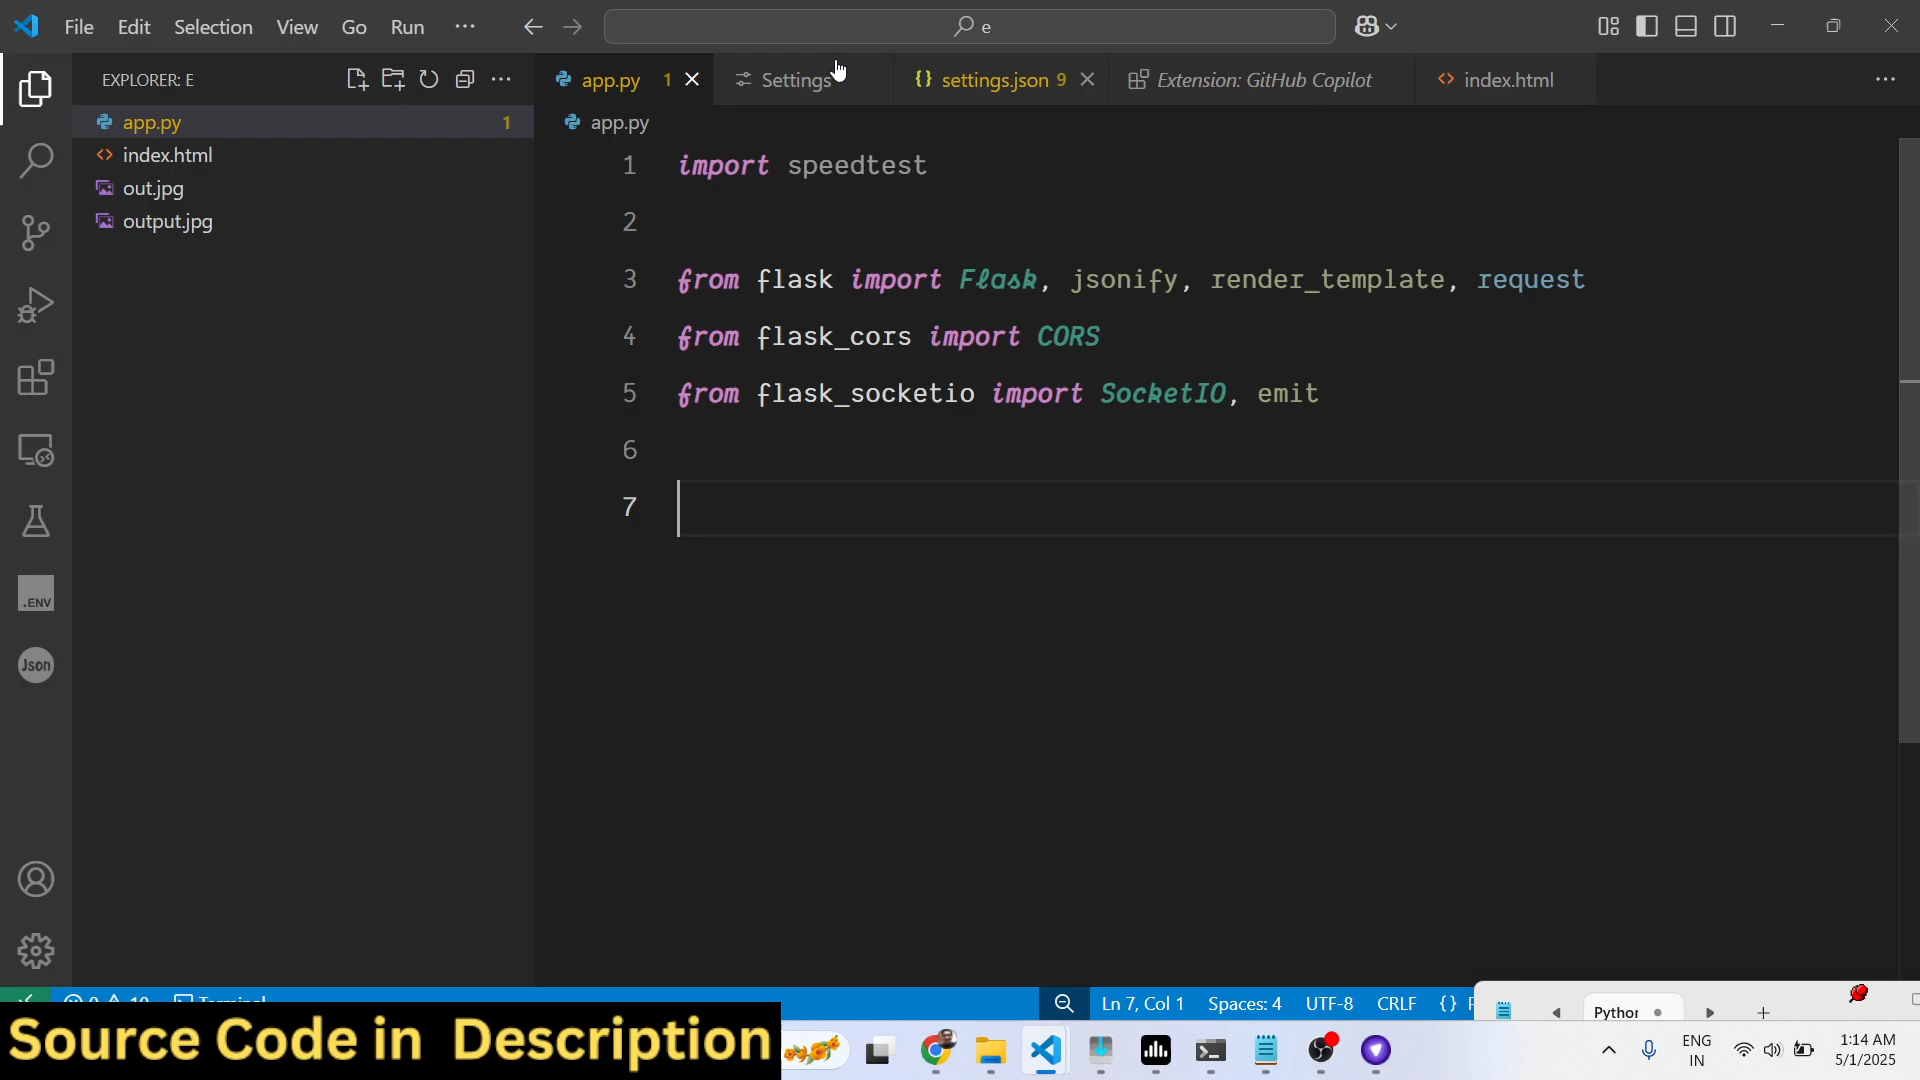 File Edit Selection View Go Run ··· e
EXPLORER: E
app.py 1 Settings settings.json 9 Extension: GitHub Copilot index.html
app.py 1
index.html
out.jpg
output.jpg
app.py
1 import speedtest
2
3 from flask import Flask, jsonify, render_template, request
4 from flask_cors import CORS
5 from flask_socketio import SocketIO, emit
6
7
.ENV
Json
Terminal Ln 7, Col 1 Spaces: 4 UTF-8 CRLF {}
Source Code in Description
ENG
IN
1:14 AM
5/1/2025